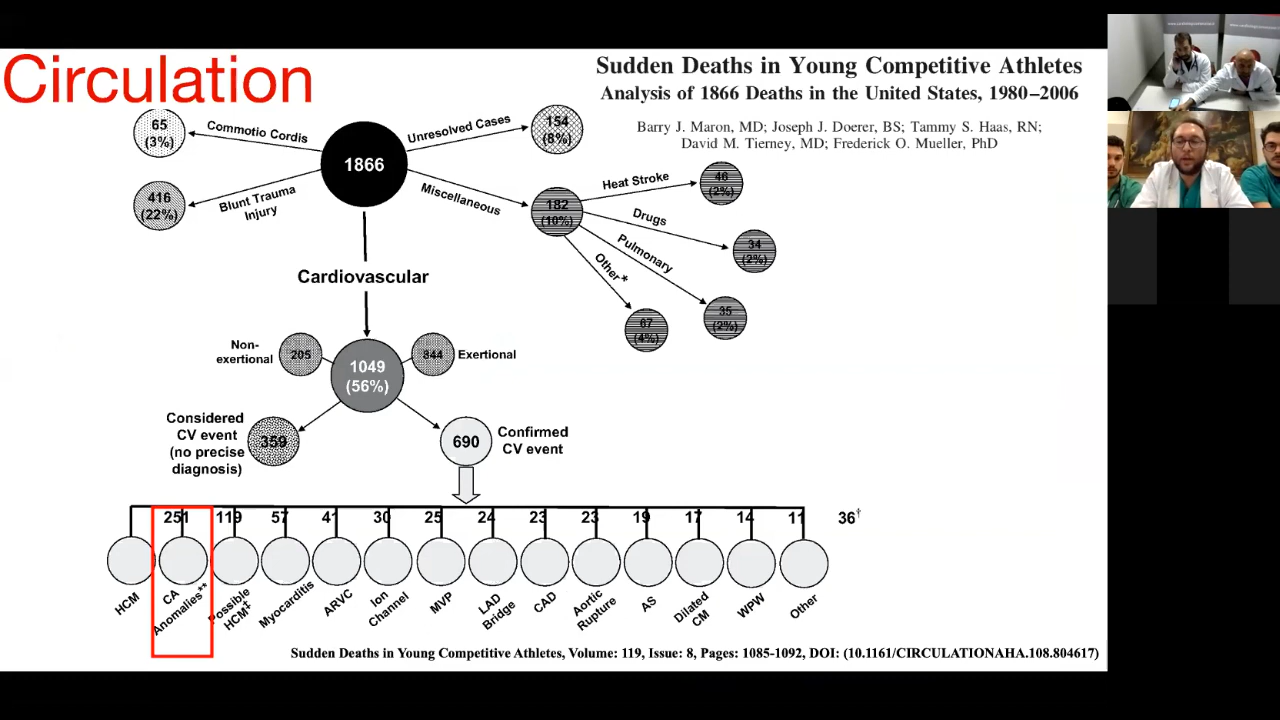 Circulation
Sudden Deaths in Young Competitive Athletes
Analysis of 1866 Deaths in the United States, 1980–2006
Barry J. Maron, MD; Joseph J. Doerer, BS; Tammy S. Haas, RN;
David M. Tierney, MD; Frederick O. Mueller, PhD
65
(3%)
Commotio Cordis
1866
Unresolved Cases
154
(8%)
416
(22%)
Blunt Trauma
Injury
Miscellaneous
182
(10%)
Heat Stroke
46
(2%)
Drugs
34
(2%)
Pulmonary
35
(2%)
Other*
67
(4%)
Cardiovascular
Non-
exertional
205
1049
(56%)
844
Exertional
Considered
CV event
(no precise
diagnosis)
359
690
Confirmed
CV event
251 119 57 41 30 25 24 23 23 19 17 14 11 36†
HCM
CA
Anomalies**
Possible
HCM‡
Myocarditis
ARVC
Ion
Channel
MVP
LAD
Bridge
CAD
Aortic
Rupture
AS
Dilated
CM
WPW
Other
Sudden Deaths in Young Competitive Athletes, Volume: 119, Issue: 8, Pages: 1085-1092, DOI: (10.1161/CIRCULATIONAHA.108.804617)